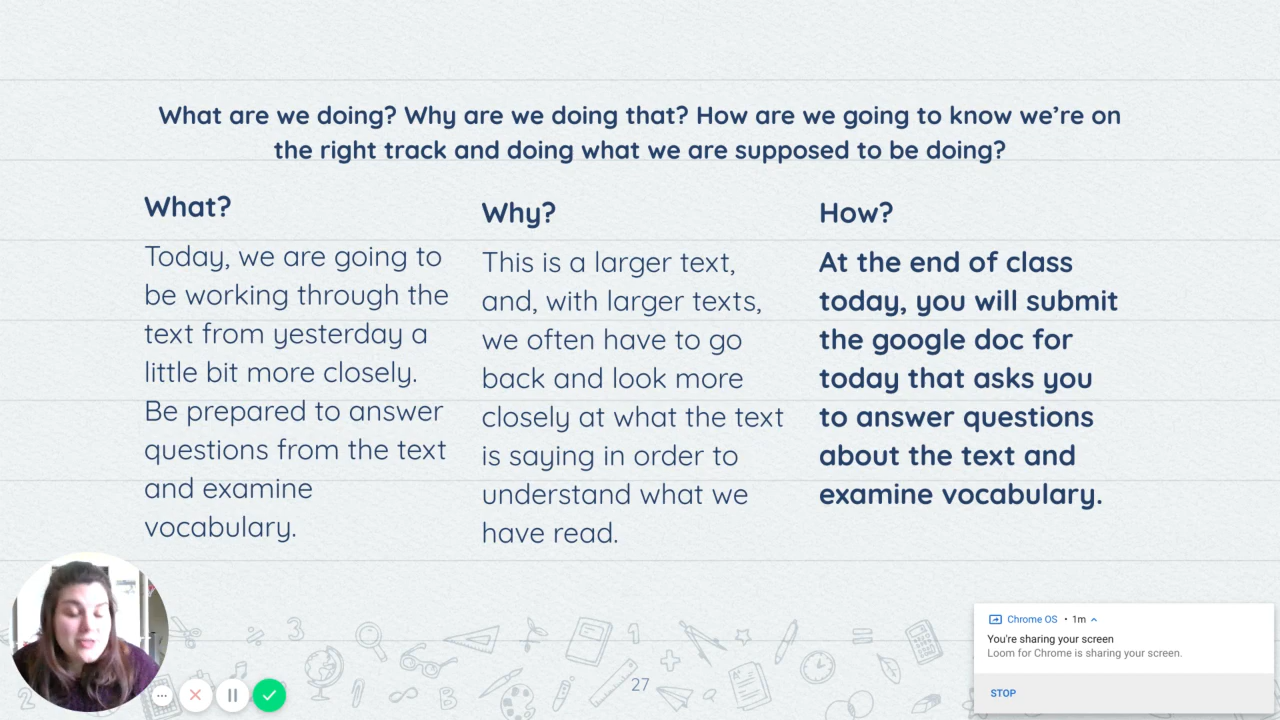 What are we doing? Why are we doing that? How are we going to know we’re on
the right track and doing what we are supposed to be doing?
What?
Today, we are going to
be working through the
text from yesterday a
little bit more closely.
Be prepared to answer
questions from the text
and examine
vocabulary.
Why?
This is a larger text,
and, with larger texts,
we often have to go
back and look more
closely at what the text
is saying in order to
understand what we
have read.
How?
At the end of class
today, you will submit
the google doc for
today that asks you
to answer questions
about the text and
examine vocabulary.
27
Chrome OS • 1m
You're sharing your screen
Loom for Chrome is sharing your screen.
STOP